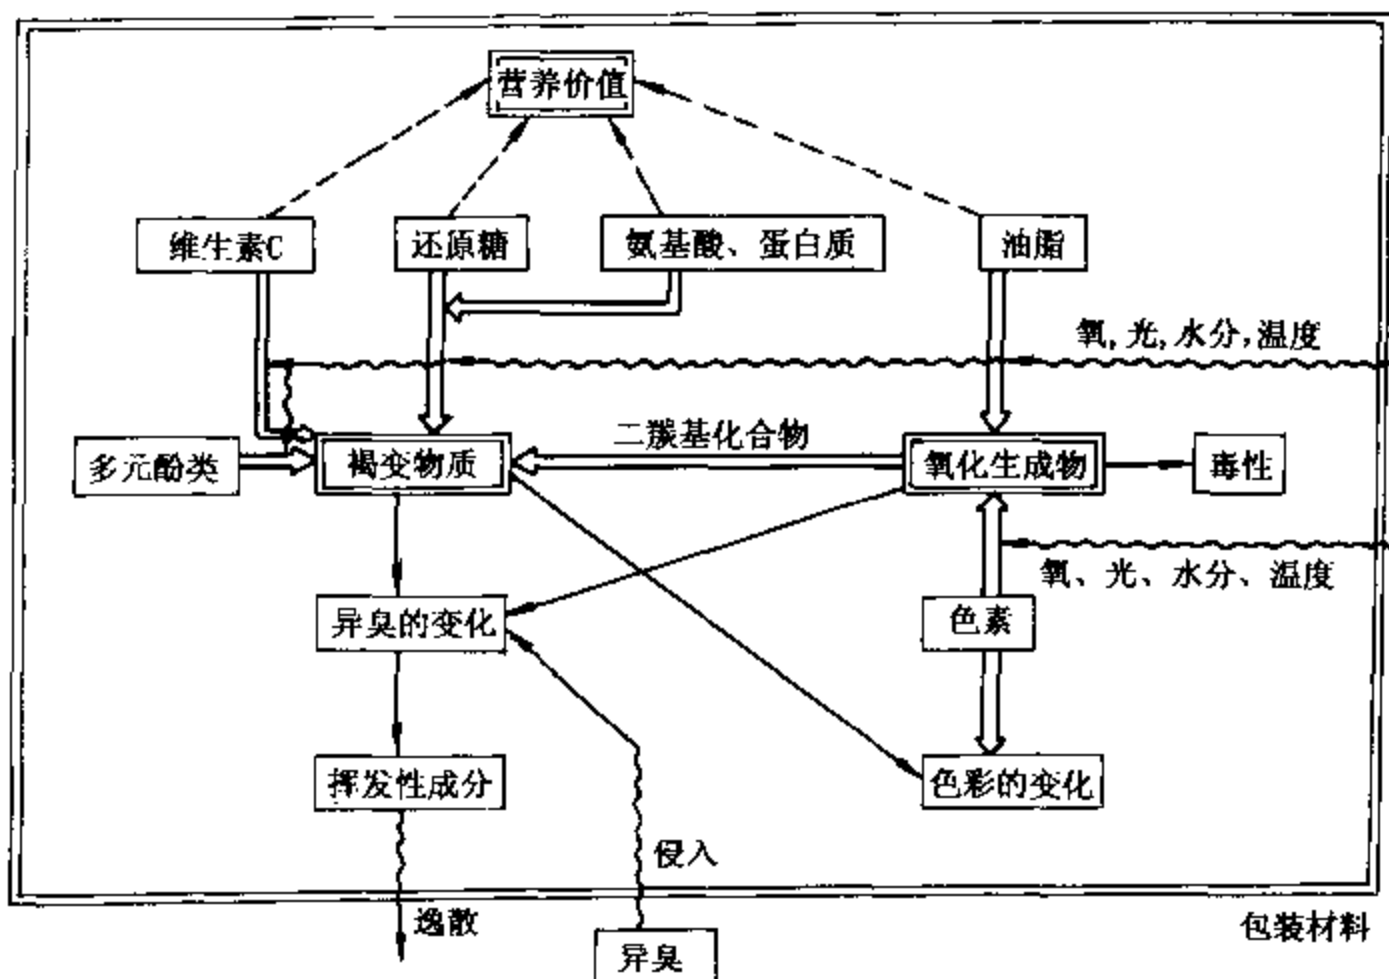 营养价值
维生素C
还原糖
氨基酸、蛋白质
油脂
氧,光,水分,温度
多元酚类
褐变物质
二羰基化合物
氧化生成物
毒性
氧、光、水分、温度
异臭的变化
色素
挥发性成分
色彩的变化
侵入
逸散
异臭
包装材料